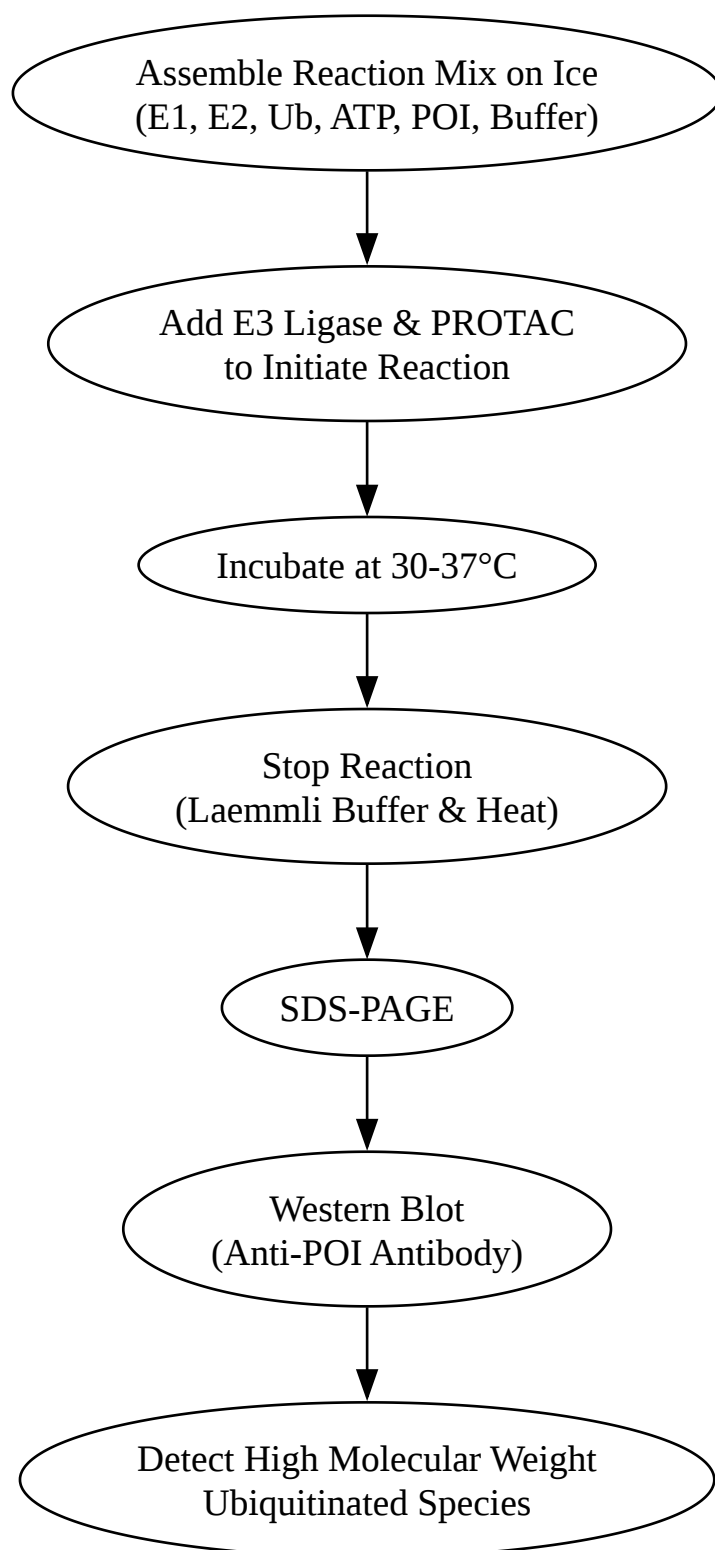 Assemble Reaction Mix on Ice
(E1, E2, Ub, ATP, POI, Buffer)
Add E3 Ligase & PROTAC
to Initiate Reaction
Incubate at 30-37°C
Stop Reaction
(Laemmli Buffer & Heat)
SDS-PAGE
Western Blot
(Anti-POI Antibody)
Detect High Molecular Weight
Ubiquitinated Species